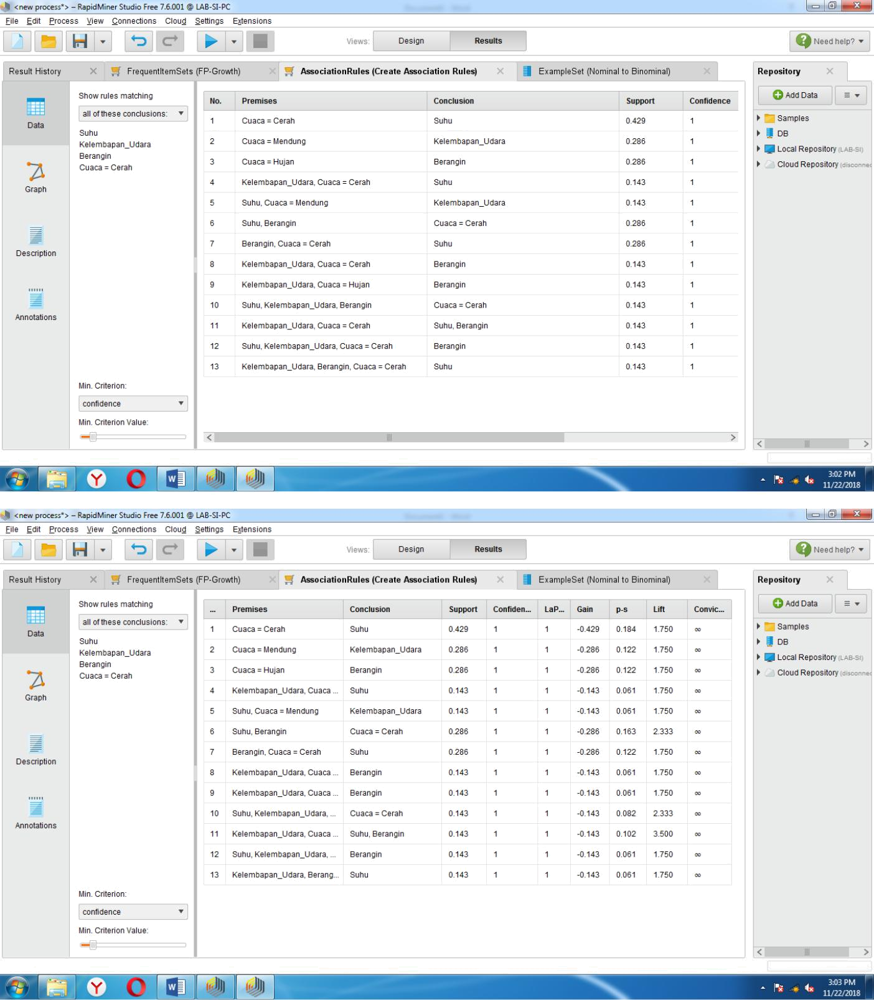 <new process*> – RapidMiner Studio Free 7.6.001 @ LAB-SI-PC
File Edit Process View Connections Cloud Settings Extensions
Views: Design Results Need help?
Result History FrequentItemSets (FP-Growth) AssociationRules (Create Association Rules) ExampleSet (Nominal to Binominal) Repository
Data
Graph
Description
Annotations
Show rules matching
all of these conclusions:
Suhu
Kelembapan_Udara
Berangin
Cuaca = Cerah
Min. Criterion:
confidence
Min. Criterion Value:
No. Premises Conclusion Support Confidence
1 Cuaca = Cerah Suhu 0.429 1
2 Cuaca = Mendung Kelembapan_Udara 0.286 1
3 Cuaca = Hujan Berangin 0.286 1
4 Kelembapan_Udara, Cuaca = Cerah Suhu 0.143 1
5 Suhu, Cuaca = Mendung Kelembapan_Udara 0.143 1
6 Suhu, Berangin Cuaca = Cerah 0.286 1
7 Berangin, Cuaca = Cerah Suhu 0.286 1
8 Kelembapan_Udara, Cuaca = Cerah Berangin 0.143 1
9 Kelembapan_Udara, Cuaca = Hujan Berangin 0.143 1
10 Suhu, Kelembapan_Udara, Berangin Cuaca = Cerah 0.143 1
11 Kelembapan_Udara, Cuaca = Cerah Suhu, Berangin 0.143 1
12 Suhu, Kelembapan_Udara, Cuaca = Cerah Berangin 0.143 1
13 Kelembapan_Udara, Berangin, Cuaca = Cerah Suhu 0.143 1
Add Data
Samples
DB
Local Repository (LAB-SI)
Cloud Repository (disconnec
3:02 PM
11/22/2018
<new process*> – RapidMiner Studio Free 7.6.001 @ LAB-SI-PC
File Edit Process View Connections Cloud Settings Extensions
Views: Design Results Need help?
Result History FrequentItemSets (FP-Growth) AssociationRules (Create Association Rules) ExampleSet (Nominal to Binominal) Repository
Data
Graph
Description
Annotations
Show rules matching
all of these conclusions:
Suhu
Kelembapan_Udara
Berangin
Cuaca = Cerah
Min. Criterion:
confidence
Min. Criterion Value:
... Premises Conclusion Support Confiden... LaP... Gain p-s Lift Convic...
1 Cuaca = Cerah Suhu 0.429 1 1 -0.429 0.184 1.750 ∞
2 Cuaca = Mendung Kelembapan_Udara 0.286 1 1 -0.286 0.122 1.750 ∞
3 Cuaca = Hujan Berangin 0.286 1 1 -0.286 0.122 1.750 ∞
4 Kelembapan_Udara, Cuaca ... Suhu 0.143 1 1 -0.143 0.061 1.750 ∞
5 Suhu, Cuaca = Mendung Kelembapan_Udara 0.143 1 1 -0.143 0.061 1.750 ∞
6 Suhu, Berangin Cuaca = Cerah 0.286 1 1 -0.286 0.163 2.333 ∞
7 Berangin, Cuaca = Cerah Suhu 0.286 1 1 -0.286 0.122 1.750 ∞
8 Kelembapan_Udara, Cuaca ... Berangin 0.143 1 1 -0.143 0.061 1.750 ∞
9 Kelembapan_Udara, Cuaca ... Berangin 0.143 1 1 -0.143 0.061 1.750 ∞
10 Suhu, Kelembapan_Udara, ... Cuaca = Cerah 0.143 1 1 -0.143 0.082 2.333 ∞
11 Kelembapan_Udara, Cuaca ... Suhu, Berangin 0.143 1 1 -0.143 0.102 3.500 ∞
12 Suhu, Kelembapan_Udara, ... Berangin 0.143 1 1 -0.143 0.061 1.750 ∞
13 Kelembapan_Udara, Berang... Suhu 0.143 1 1 -0.143 0.061 1.750 ∞
Add Data
Samples
DB
Local Repository (LAB-SI)
Cloud Repository (disconnec
3:03 PM
11/22/2018